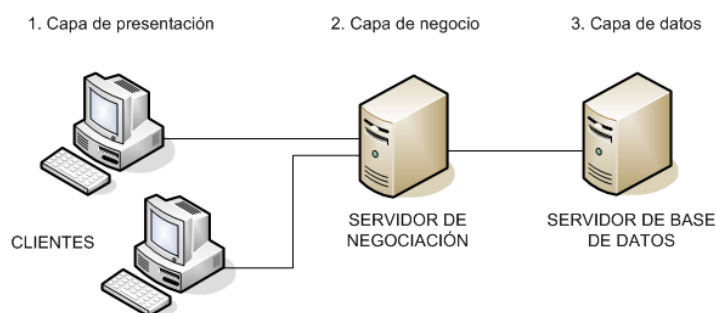 1. Capa de presentación
2. Capa de negocio
3. Capa de datos
CLIENTES
SERVIDOR DE
NEGOCIACIÓN
SERVIDOR DE BASE
DE DATOS